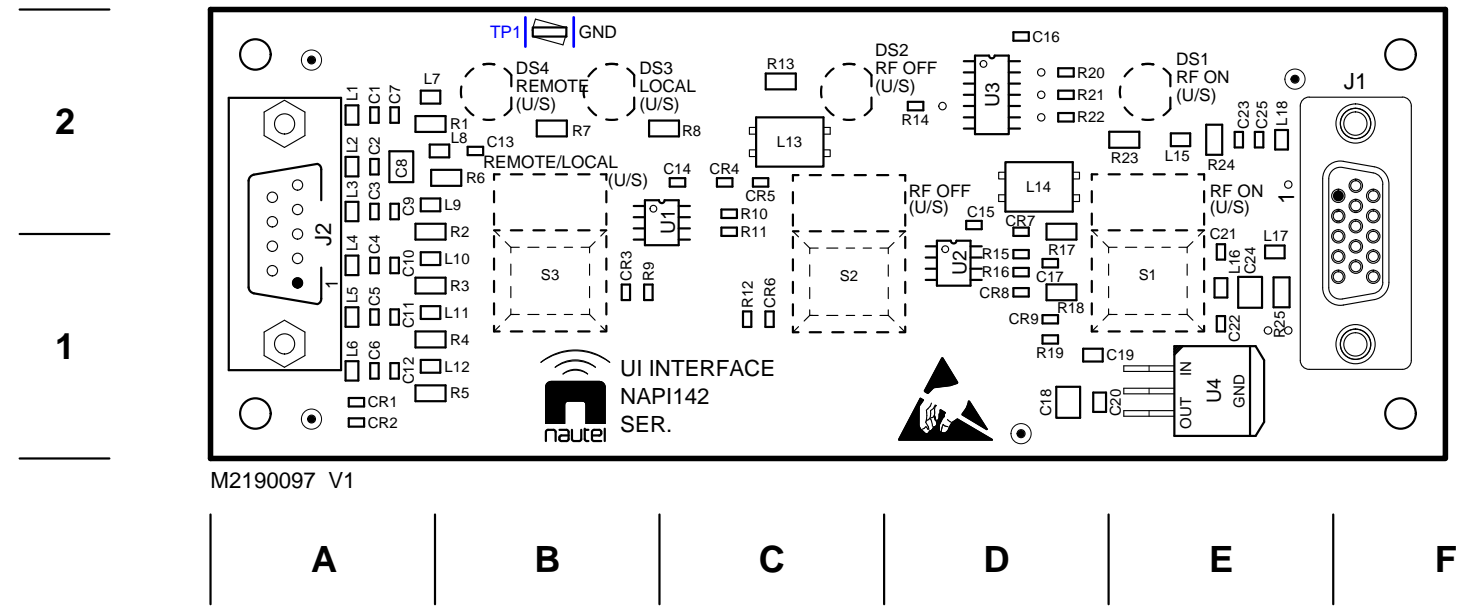 TP1 GND
C16
DS4 REMOTE (U/S)
DS3 LOCAL (U/S)
R13
DS2 RF OFF (U/S)
U3
R20
R21
R22
DS1 RF ON (U/S)
J1
L7
L1
C1
C7
R1
R7
R8
L13
R14
R23
L15
R24
C23
C25
L18
2
L8
C13
L2
C2
C8
REMOTE/LOCAL
(U/S)
R6
C14
CR4
CR5
RF OFF
(U/S)
L14
RF ON
(U/S)
1
L3
C3
C9
L9
U1
R10
R11
C15
CR7
R2
R17
J2
L4
C4
C10
L10
S3
CR3
R9
S2
U2
R15
R16
C17
CR8
S1
C21
L17
L16
C24
1
R3
R18
L5
C5
C11
L11
R12
CR6
CR9
R19
C22
R25
1
R4
L6
C6
C12
L12
R5
CR1
CR2
UI INTERFACE
NAPI142
nautel SER.
C19
C18
C20
IN
OUT
U4
GND
M2190097 V1
A B C D E F